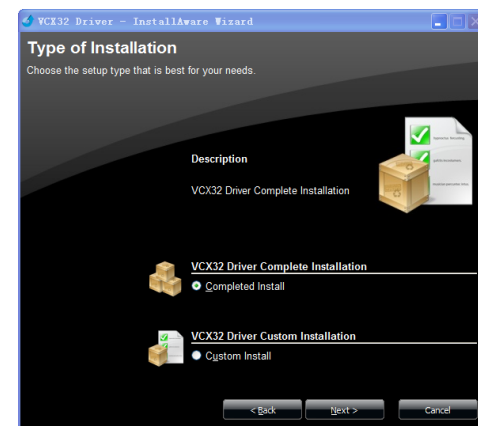 VCX32 Driver - InstallAware Wizard
Type of Installation
Choose the setup type that is best for your needs.
Description
VCX32 Driver Complete Installation
VCX32 Driver Complete Installation
Completed Install
VCX32 Driver Custom Installation
Custom Install
< Back Next > Cancel